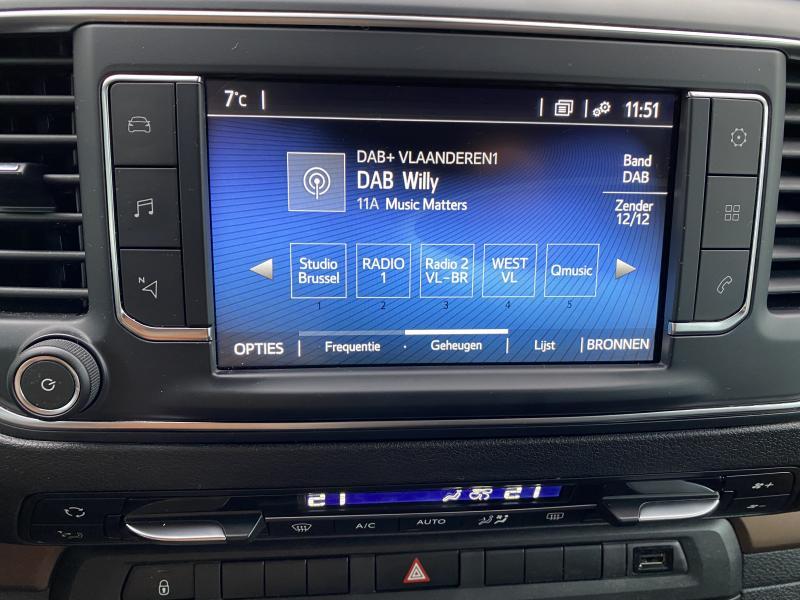 7°C
11:51
DAB+ VLAANDEREN1
DAB Willy
11A Music Matters
Band
DAB
Zender
12/12
Studio
Brussel
RADIO
1
Radio 2
VL-BR
WEST
VL
Qmusic
1 2 3 4 5
OPTIES
Frequentie
Geheugen
Lijst
BRONNEN
N
21
21
A/C
AUTO